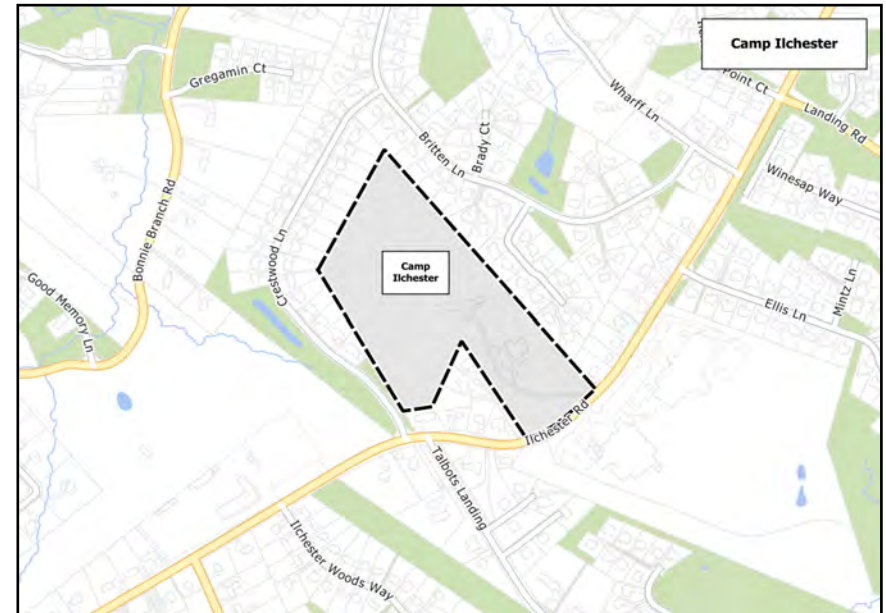 Camp Ilchester
Point Ct
Landing Rd
Gregamin Ct
Wharff Ln
Britten Ln
Brady Ct
Winesap Way
Bonnie Branch Rd
Crestwood Ln
Camp
Ilchester
Good Memory Ln
Ellis Ln
Mintz Ln
Ilchester Rd
Talbots Landing
Ilchester Woods Way